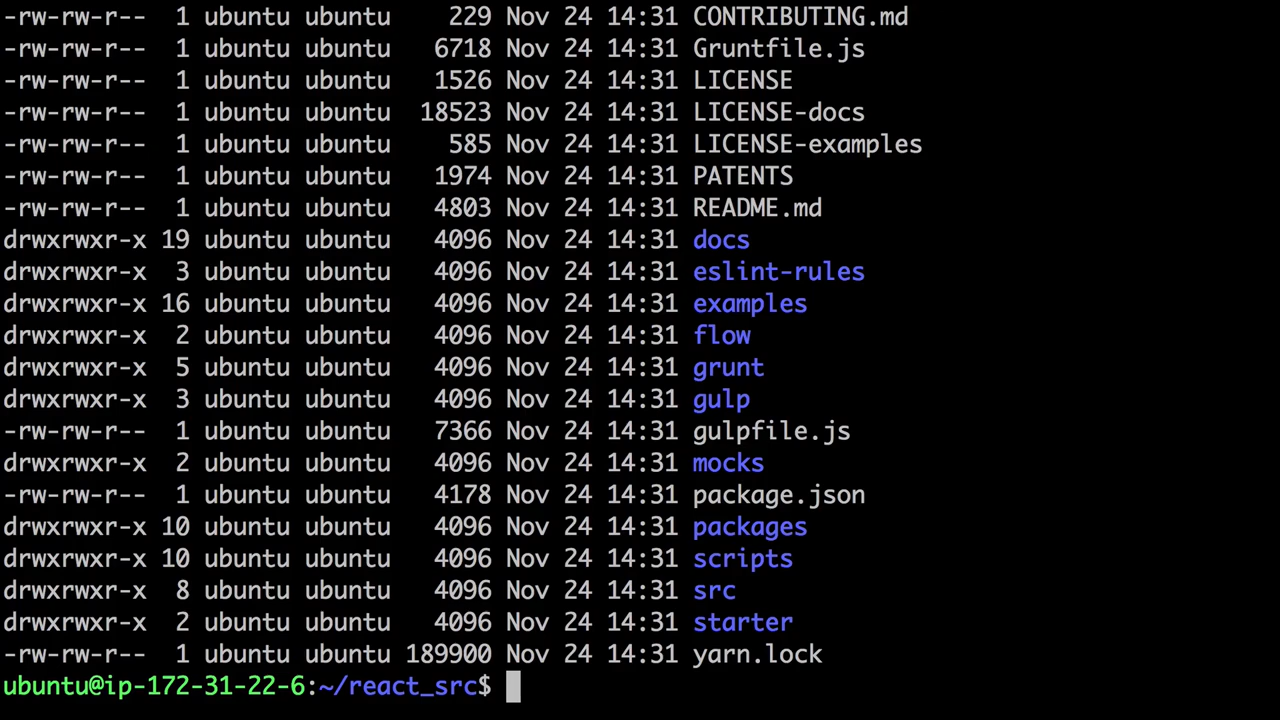 -rw-rw-r--  1 ubuntu ubuntu    229 Nov 24 14:31 CONTRIBUTING.md
-rw-rw-r--  1 ubuntu ubuntu   6718 Nov 24 14:31 Gruntfile.js
-rw-rw-r--  1 ubuntu ubuntu   1526 Nov 24 14:31 LICENSE
-rw-rw-r--  1 ubuntu ubuntu  18523 Nov 24 14:31 LICENSE-docs
-rw-rw-r--  1 ubuntu ubuntu    585 Nov 24 14:31 LICENSE-examples
-rw-rw-r--  1 ubuntu ubuntu   1974 Nov 24 14:31 PATENTS
-rw-rw-r--  1 ubuntu ubuntu   4803 Nov 24 14:31 README.md
drwxrwxr-x 19 ubuntu ubuntu   4096 Nov 24 14:31 docs
drwxrwxr-x  3 ubuntu ubuntu   4096 Nov 24 14:31 eslint-rules
drwxrwxr-x 16 ubuntu ubuntu   4096 Nov 24 14:31 examples
drwxrwxr-x  2 ubuntu ubuntu   4096 Nov 24 14:31 flow
drwxrwxr-x  5 ubuntu ubuntu   4096 Nov 24 14:31 grunt
drwxrwxr-x  3 ubuntu ubuntu   4096 Nov 24 14:31 gulp
-rw-rw-r--  1 ubuntu ubuntu   7366 Nov 24 14:31 gulpfile.js
drwxrwxr-x  2 ubuntu ubuntu   4096 Nov 24 14:31 mocks
-rw-rw-r--  1 ubuntu ubuntu   4178 Nov 24 14:31 package.json
drwxrwxr-x 10 ubuntu ubuntu   4096 Nov 24 14:31 packages
drwxrwxr-x 10 ubuntu ubuntu   4096 Nov 24 14:31 scripts
drwxrwxr-x  8 ubuntu ubuntu   4096 Nov 24 14:31 src
drwxrwxr-x  2 ubuntu ubuntu   4096 Nov 24 14:31 starter
-rw-rw-r--  1 ubuntu ubuntu 189900 Nov 24 14:31 yarn.lock
ubuntu@ip-172-31-22-6:~/react_src$